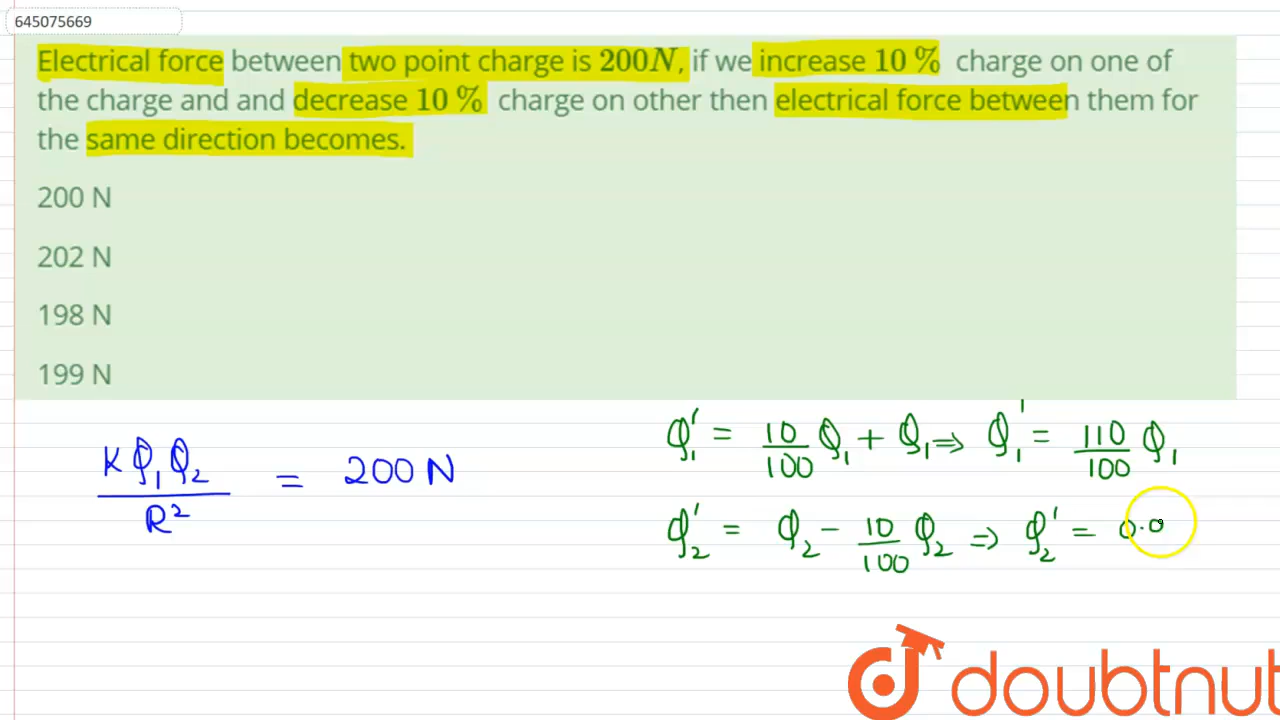 645075669
Electrical force between two point charge is 200N, if we increase 10 % charge on one of
the charge and and decrease 10 % charge on other then electrical force between them for
the same direction becomes.
200 N
202 N
198 N
199 N
KQ₁Q₂/R² = 200 N
Q₁' = 10/100 Q₁ + Q₁ ⇒ Q₁' = 110/100 Q₁
Q₂' = Q₂ - 10/100 Q₂ ⇒ Q₂' = 0.
doubtnut